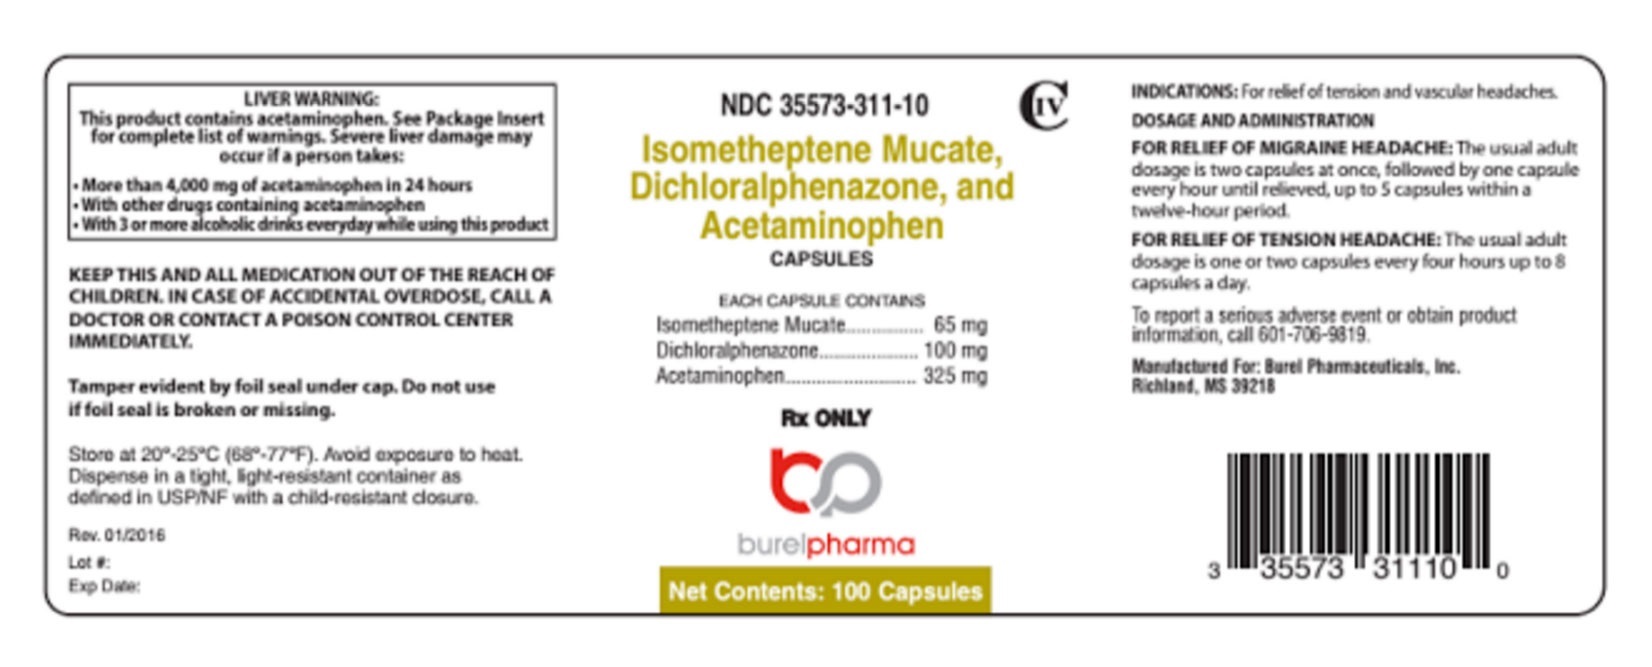 LIVER WARNING:
This product contains acetaminophen. See Package Insert
for complete list of warnings. Severe liver damage may
occur if a person takes:
• More than 4,000 mg of acetaminophen in 24 hours
• With other drugs containing acetaminophen
• With 3 or more alcoholic drinks everyday while using this product
KEEP THIS AND ALL MEDICATION OUT OF THE REACH OF
CHILDREN. IN CASE OF ACCIDENTAL OVERDOSE, CALL A
DOCTOR OR CONTACT A POISON CONTROL CENTER
IMMEDIATELY.
Tamper evident by foil seal under cap. Do not use
if foil seal is broken or missing.
Store at 20°-25°C (68°-77°F). Avoid exposure to heat.
Dispense in a tight, light-resistant container as
defined in USP/NF with a child-resistant closure.
Rev. 01/2016
Lot #:
Exp Date:
NDC 35573-311-10
CIV
Isometheptene Mucate,
Dichloralphenazone, and
Acetaminophen
CAPSULES
EACH CAPSULE CONTAINS
Isometheptene Mucate............... 65 mg
Dichloralphenazone................... 100 mg
Acetaminophen......................... 325 mg
Rx ONLY
burelpharma
Net Contents: 100 Capsules
INDICATIONS: For relief of tension and vascular headaches.
DOSAGE AND ADMINISTRATION
FOR RELIEF OF MIGRAINE HEADACHE: The usual adult
dosage is two capsules at once, followed by one capsule
every hour until relieved, up to 5 capsules within a
twelve-hour period.
FOR RELIEF OF TENSION HEADACHE: The usual adult
dosage is one or two capsules every four hours up to 8
capsules a day.
To report a serious adverse event or obtain product
information, call 601-706-9819.
Manufactured For: Burel Pharmaceuticals, Inc.
Richland, MS 39218
3 35573 31110 0